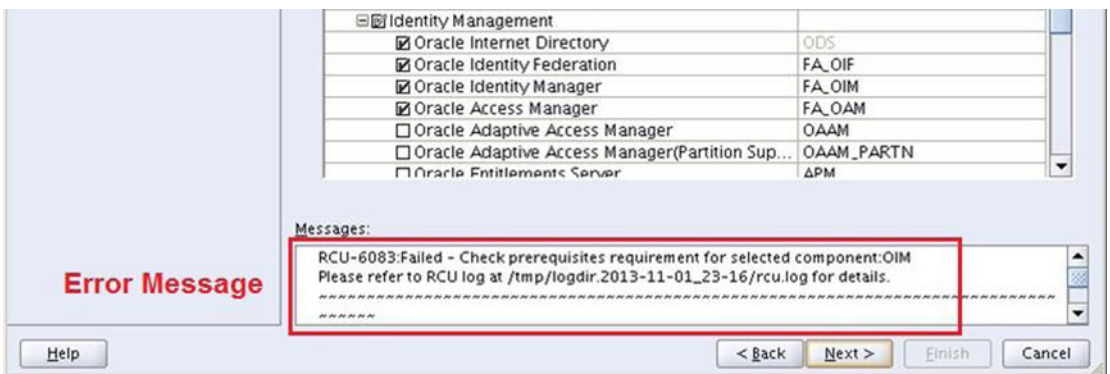 Identity Management
Oracle Internet Directory ODS
Oracle Identity Federation FA_OIF
Oracle Identity Manager FA_OIM
Oracle Access Manager FA_OAM
Oracle Adaptive Access Manager OAAM
Oracle Adaptive Access Manager(Partition Sup... OAAM_PARTN
Oracle Entitlements Server APM
Messages:
RCU-6083:Failed - Check prerequisites requirement for selected component:OIM
Please refer to RCU log at /tmp/logdir.2013-11-01_23-16/rcu.log for details.
~~~~~~~~~~~~~~~~~~~~~~~~~~~~~~~~~~~~~~~~~~~~~~~~~~~~~~~~~~~~~~~~~~~~~~~~~~~~~
~~~~~~
Error Message
Help < Back Next > Finish Cancel